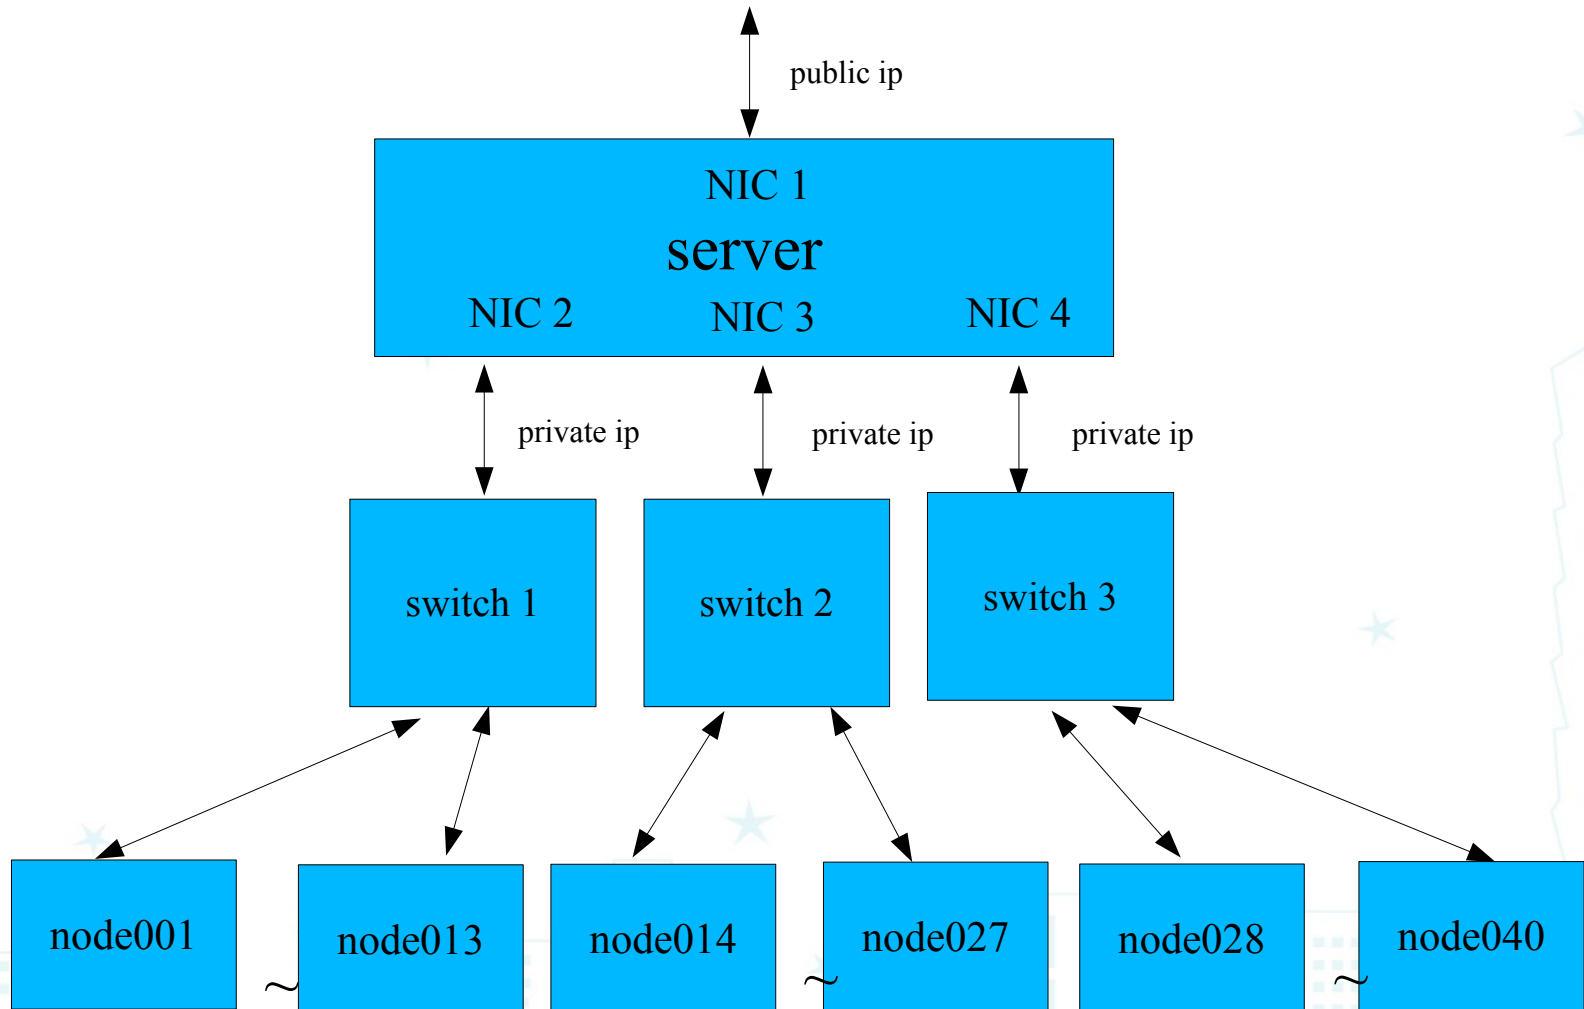 public ip
NIC 1
server
NIC 2
NIC 3
NIC 4
private ip
private ip
private ip
switch 1
switch 2
switch 3
node001
~
node013
node014
~
node027
node028
~
node040